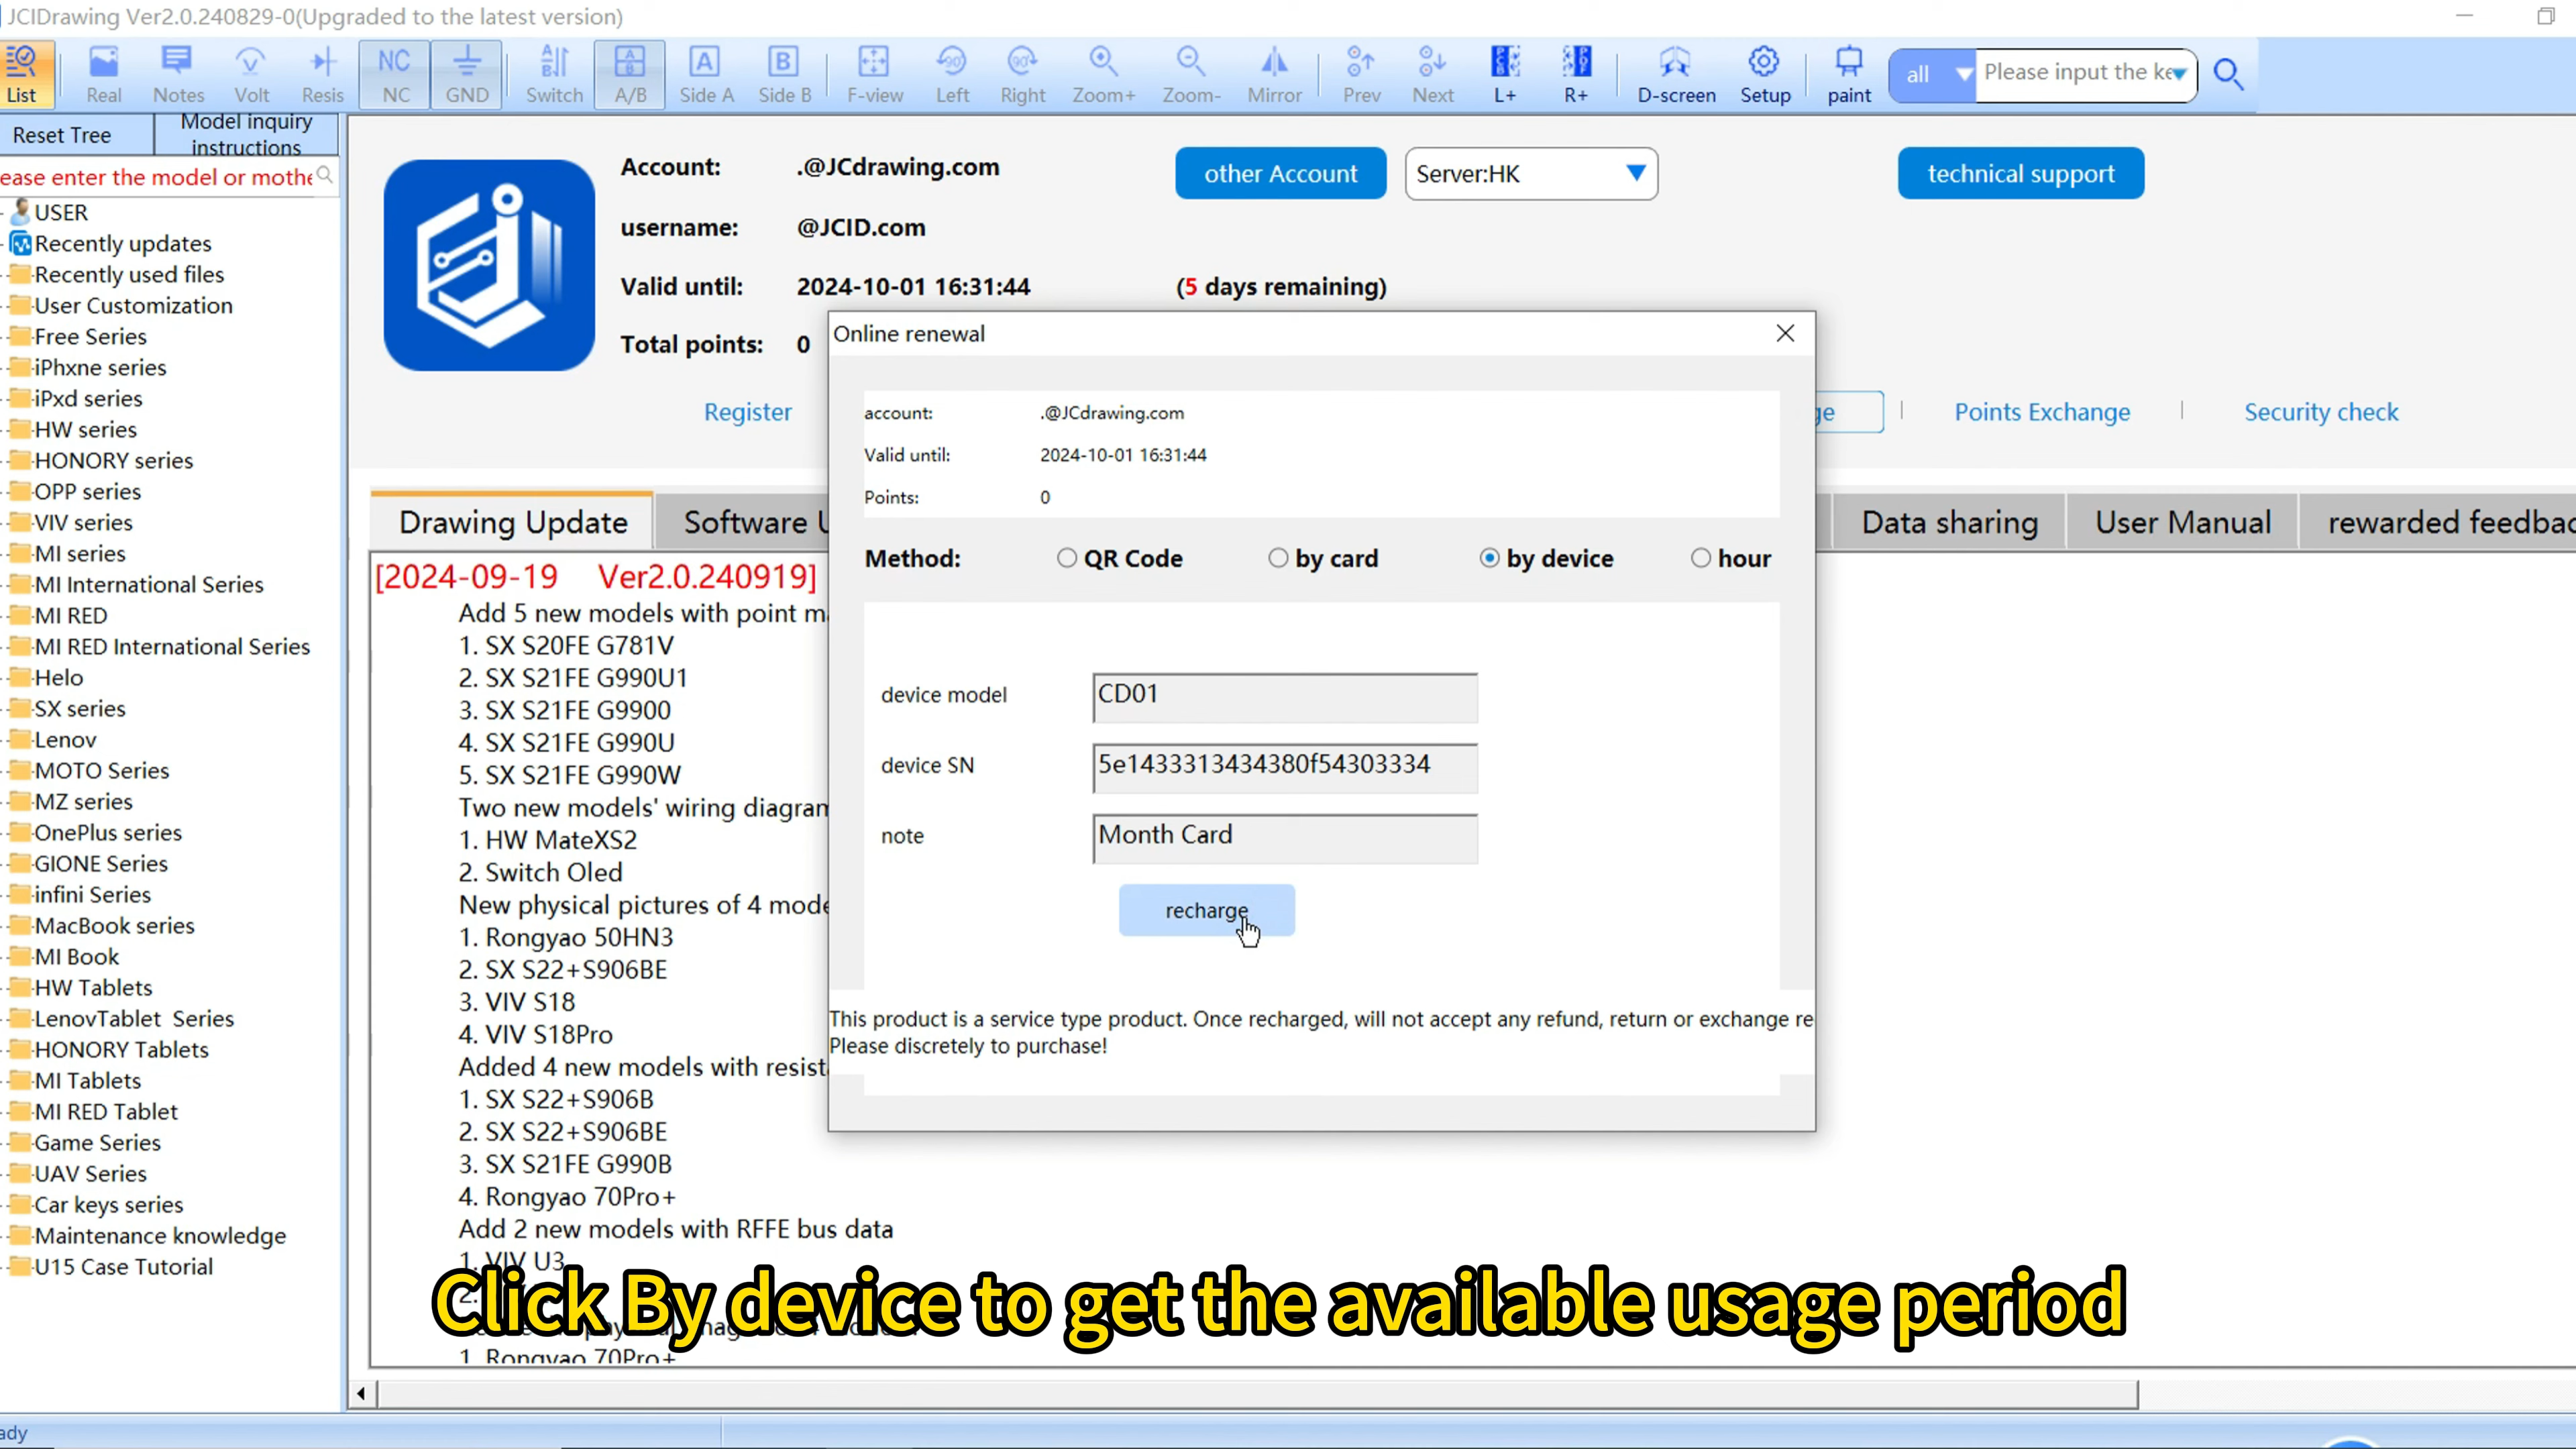 JCIDrawing Ver2.0.240829-0(Upgraded to the latest version)
List Real Notes Volt Resis NC NC GND Switch A/B Side A Side B F-view Left Right Zoom+ Zoom- Mirror Prev Next L+ R+ D-screen Setup paint all Please input the ke
Reset Tree
Model inquiry
instructions
ease enter the model or mothe
USER
Recently updates
Recently used files
User Customization
Free Series
iPhxne series
iPxd series
HW series
HONORY series
OPP series
VIV series
MI series
MI International Series
MI RED
MI RED International Series
Helo
SX series
Lenov
MOTO Series
MZ series
OnePlus series
GIONE Series
infini Series
MacBook series
MI Book
HW Tablets
LenovTablet Series
HONORY Tablets
MI Tablets
MI RED Tablet
Game Series
UAV Series
Car keys series
Maintenance knowledge
U15 Case Tutorial
Account: .@JCdrawing.com other Account Server:HK technical support
username: @JCID.com
Valid until: 2024-10-01 16:31:44 (5 days remaining)
Total points: 0
Register ge Points Exchange Security check
Drawing Update Software U Data sharing User Manual rewarded feedbac
[2024-09-19 Ver2.0.240919]
Add 5 new models with point ma
1. SX S20FE G781V
2. SX S21FE G990U1
3. SX S21FE G9900
4. SX S21FE G990U
5. SX S21FE G990W
Two new models' wiring diagram
1. HW MateXS2
2. Switch Oled
New physical pictures of 4 mode
1. Rongyao 50HN3
2. SX S22+S906BE
3. VIV S18
4. VIV S18Pro
Added 4 new models with resista
1. SX S22+S906B
2. SX S22+S906BE
3. SX S21FE G990B
4. Rongyao 70Pro+
Add 2 new models with RFFE bus data
1. VIV U3
2.
1. Rongyao 70Pro+
Online renewal
account: .@JCdrawing.com
Valid until: 2024-10-01 16:31:44
Points: 0
Method: QR Code by card by device hour
device model CD01
device SN 5e1433313434380f54303334
note Month Card
recharge
This product is a service type product. Once recharged, will not accept any refund, return or exchange re
Please discretely to purchase!
Click By device to get the available usage period
ady